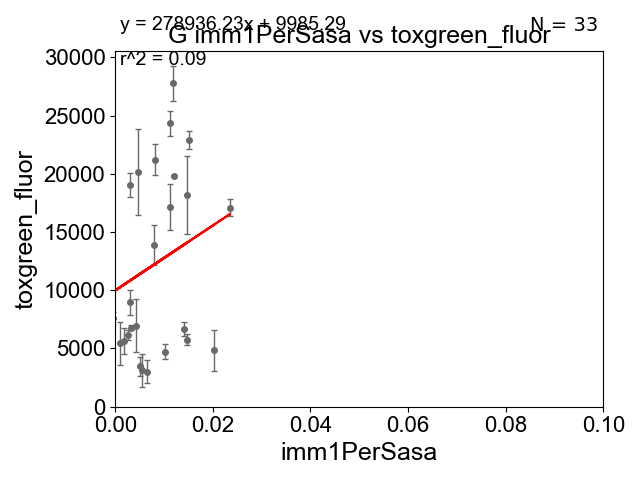 y = 278936.23x + 9985.29
N = 33
G imm1PerSasa vs toxgreen_fluor
r^2 = 0.09
30000
25000
20000
15000
10000
5000
0
toxgreen_fluor
0.00 0.02 0.04 0.06 0.08 0.10
imm1PerSasa